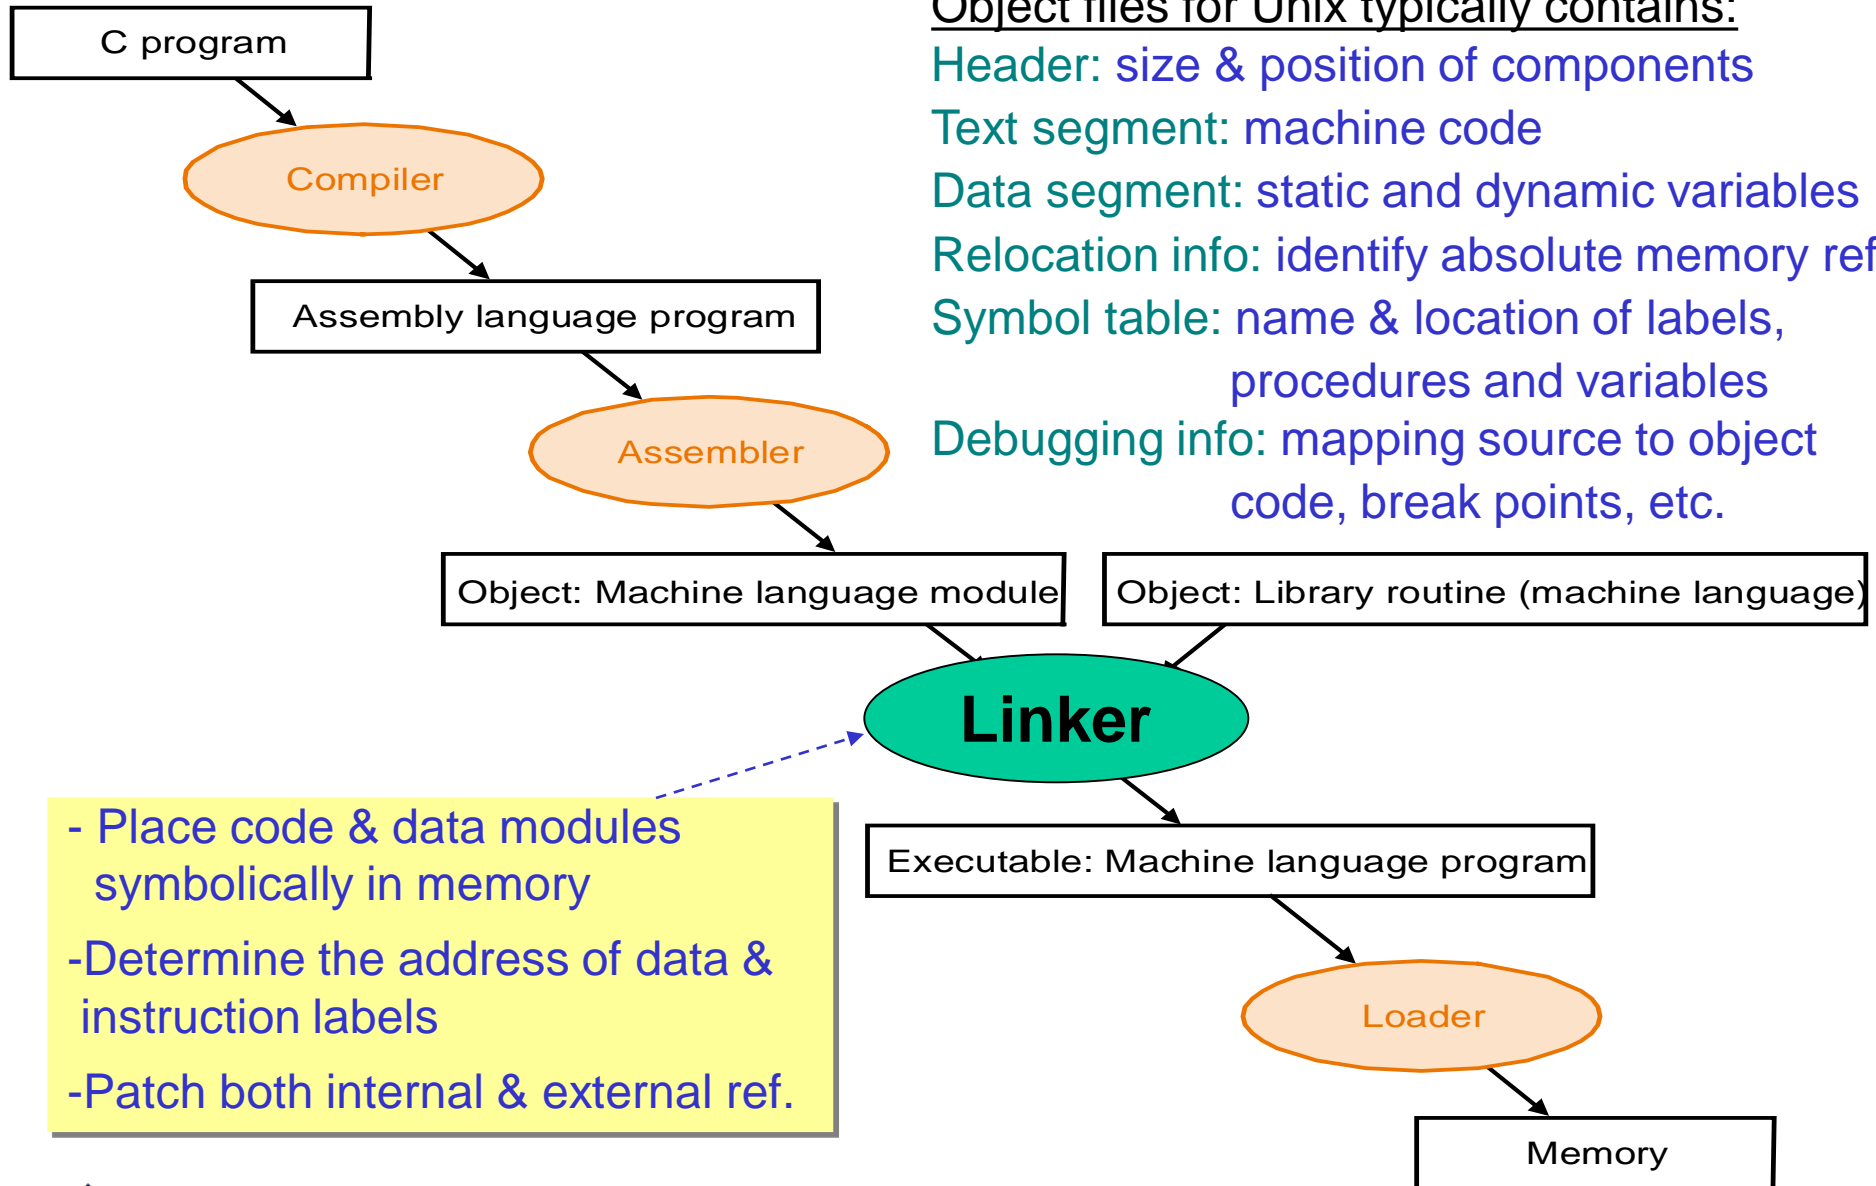 C program
Compiler
Assembly language program
Assembler
Object files for Unix typically contains:
Header: size & position of components
Text segment: machine code
Data segment: static and dynamic variables
Relocation info: identify absolute memory ref
Symbol table: name & location of labels,
procedures and variables
Debugging info: mapping source to object
code, break points, etc.
Object: Machine language module
Object: Library routine (machine language)
Linker
- Place code & data modules
symbolically in memory
-Determine the address of data &
instruction labels
-Patch both internal & external ref.
Executable: Machine language program
Loader
Memory